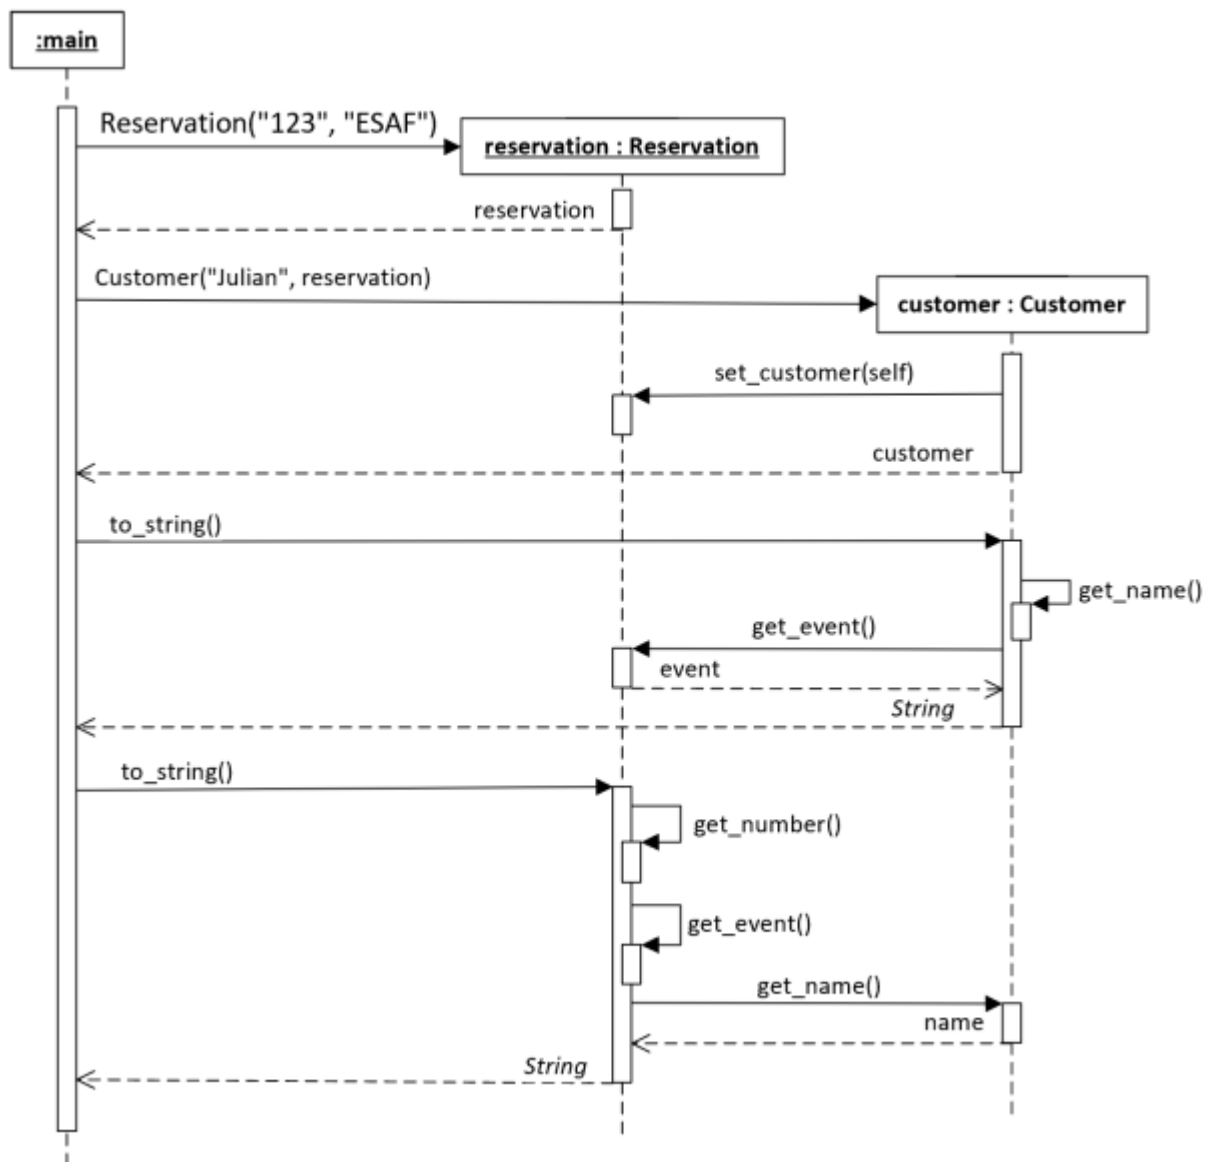 :main
Reservation("123", "ESAF")
reservation : Reservation
reservation
Customer("Julian", reservation)
customer : Customer
set_customer(self)
customer
to_string()
get_name()
get_event()
event
String
to_string()
get_number()
get_event()
get_name()
name
String